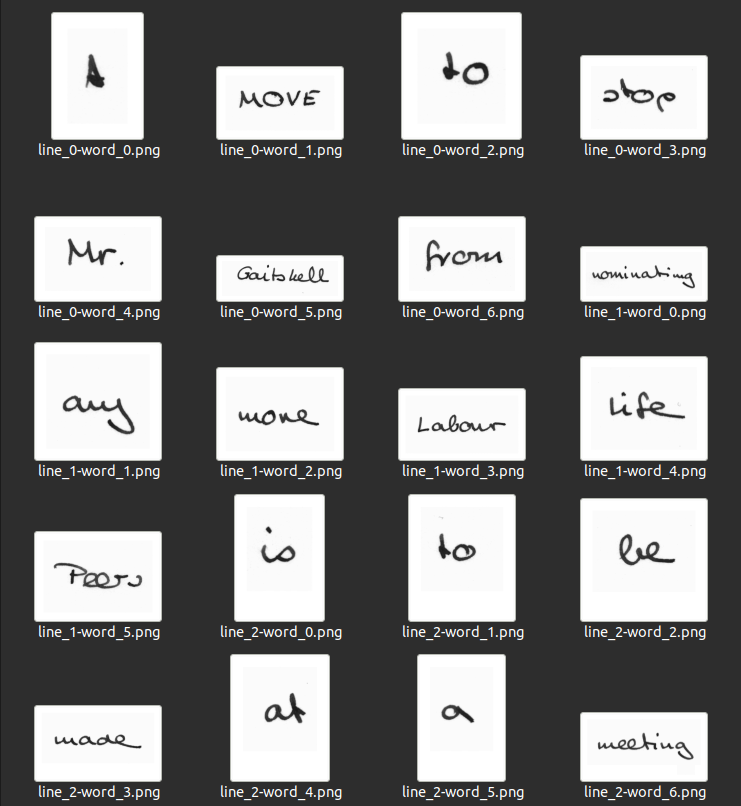 A MOVE to stop
line_0-word_0.png line_0-word_1.png line_0-word_2.png line_0-word_3.png
Mr. Gaitskell from nominating
line_0-word_4.png line_0-word_5.png line_0-word_6.png line_1-word_0.png
any more Labour life
line_1-word_1.png line_1-word_2.png line_1-word_3.png line_1-word_4.png
Peers is to be
line_1-word_5.png line_2-word_0.png line_2-word_1.png line_2-word_2.png
made at a meeting
line_2-word_3.png line_2-word_4.png line_2-word_5.png line_2-word_6.png